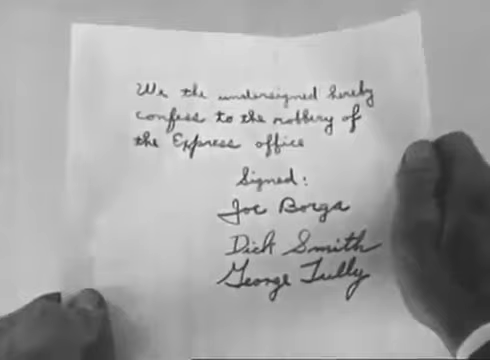 We the undersigned hereby
confess to the robbery of
the Express office
Signed:
Joe Borga
Dick Smith
George Tully